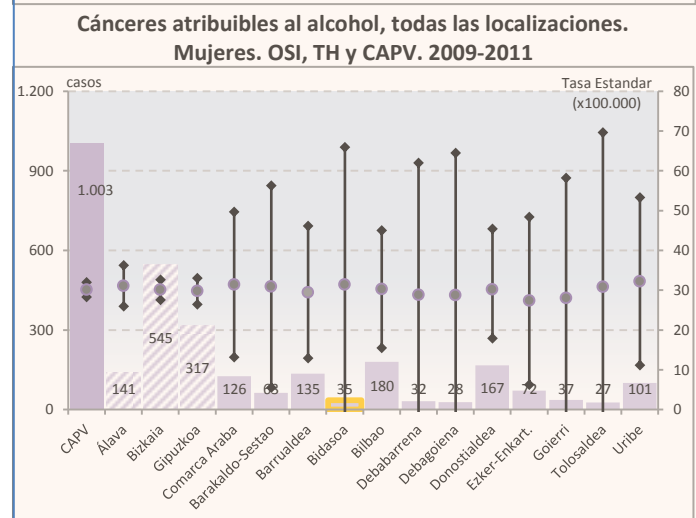 Cánceres atribuibles al alcohol, todas las localizaciones.
Mujeres. OSI, TH y CAPV. 2009-2011
casos
Tasa Estandar
(x100.000)
1.200
900
600
300
0
80
70
60
50
40
30
20
10
0
1.003
141
545
317
126
63
135
35
180
32
28
167
72
37
27
101
CAPV
Álava
Bizkaia
Gipuzkoa
Comarca Araba
Barakaldo-Sestao
Barrualdea
Bidasoa
Bilbao
Debabarrena
Debagoiena
Donostialdea
Ezker-Enkart.
Goierri
Tolosaldea
Uribe